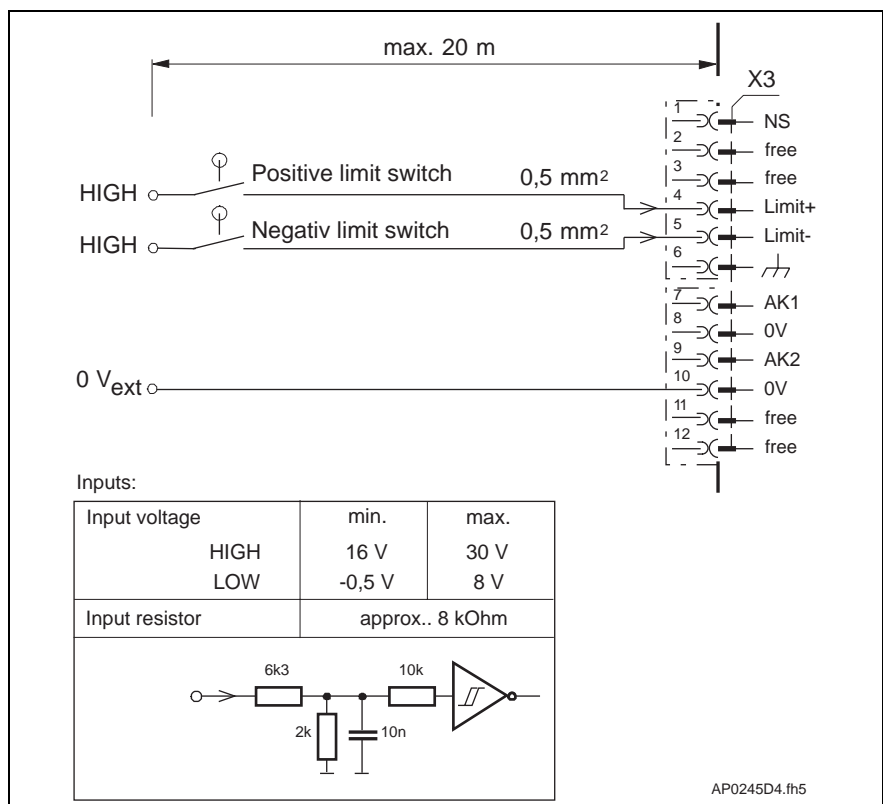 max. 20 m
X3
1 NS
2 free
3 free
HIGH Positive limit switch 0,5 mm2 4 Limit+
HIGH Negativ limit switch 0,5 mm2 5 Limit-
6
7 AK1
8 0V
9 AK2
0 Vext 10 0V
11 free
12 free
Inputs:
Input voltage min. max.
HIGH 16 V 30 V
LOW -0,5 V 8 V
Input resistor approx.. 8 kOhm
6k3 10k
2k 10n
AP0245D4.fh5